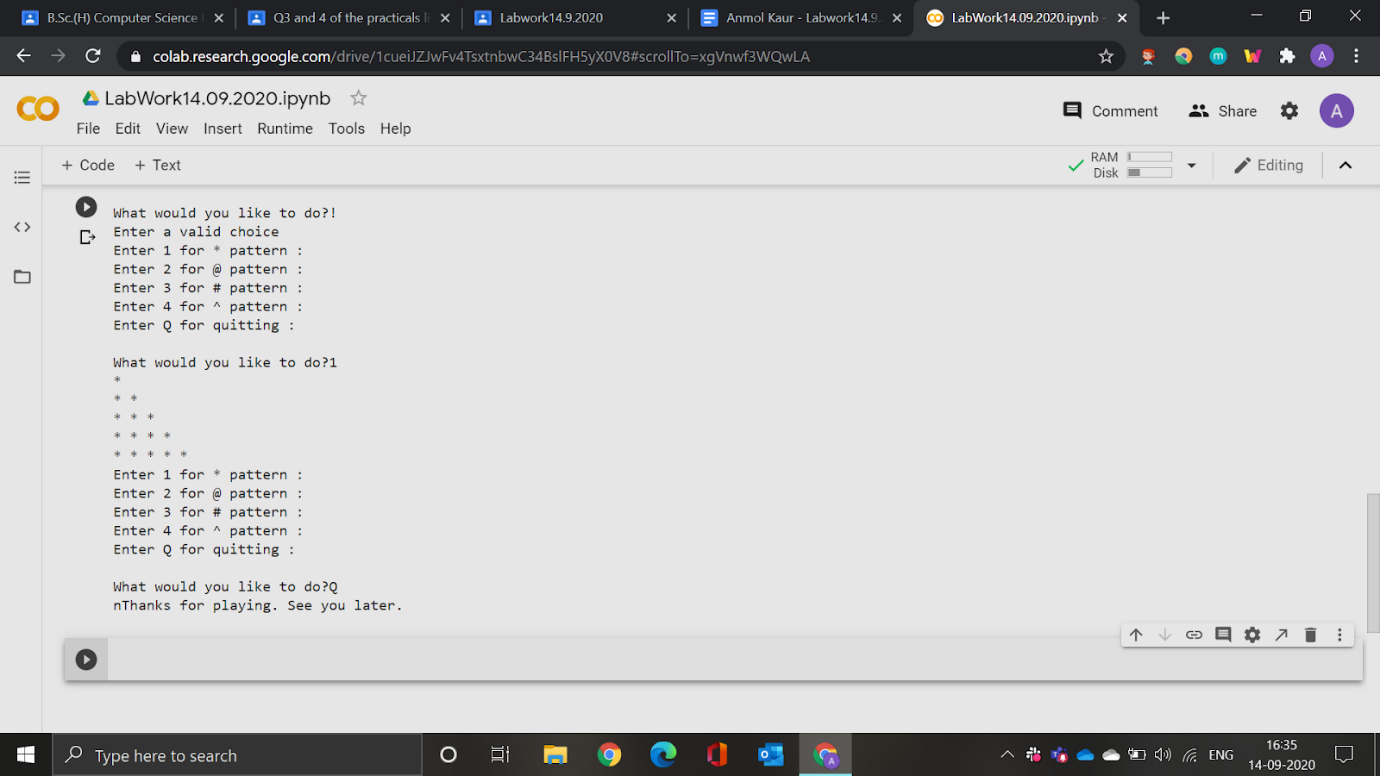 B.Sc.(H) Computer Science
Q3 and 4 of the practicals li
Labwork14.9.2020
Anmol Kaur - Labwork14.9.
LabWork14.09.2020.ipynb -
colab.research.google.com/drive/1cueiJZJwFv4TsxtnbwC34BslFH5yX0V8#scrollTo=xgVnwf3WQwLA
LabWork14.09.2020.ipynb
Comment
Share
A
File Edit View Insert Runtime Tools Help
+ Code + Text
RAM
Disk
Editing
What would you like to do?!
Enter a valid choice
Enter 1 for * pattern :
Enter 2 for @ pattern :
Enter 3 for # pattern :
Enter 4 for ^ pattern :
Enter Q for quitting :
What would you like to do?1
*
* *
* * *
* * * *
* * * * *
Enter 1 for * pattern :
Enter 2 for @ pattern :
Enter 3 for # pattern :
Enter 4 for ^ pattern :
Enter Q for quitting :
What would you like to do?Q
nThanks for playing. See you later.
Type here to search
ENG
16:35
14-09-2020